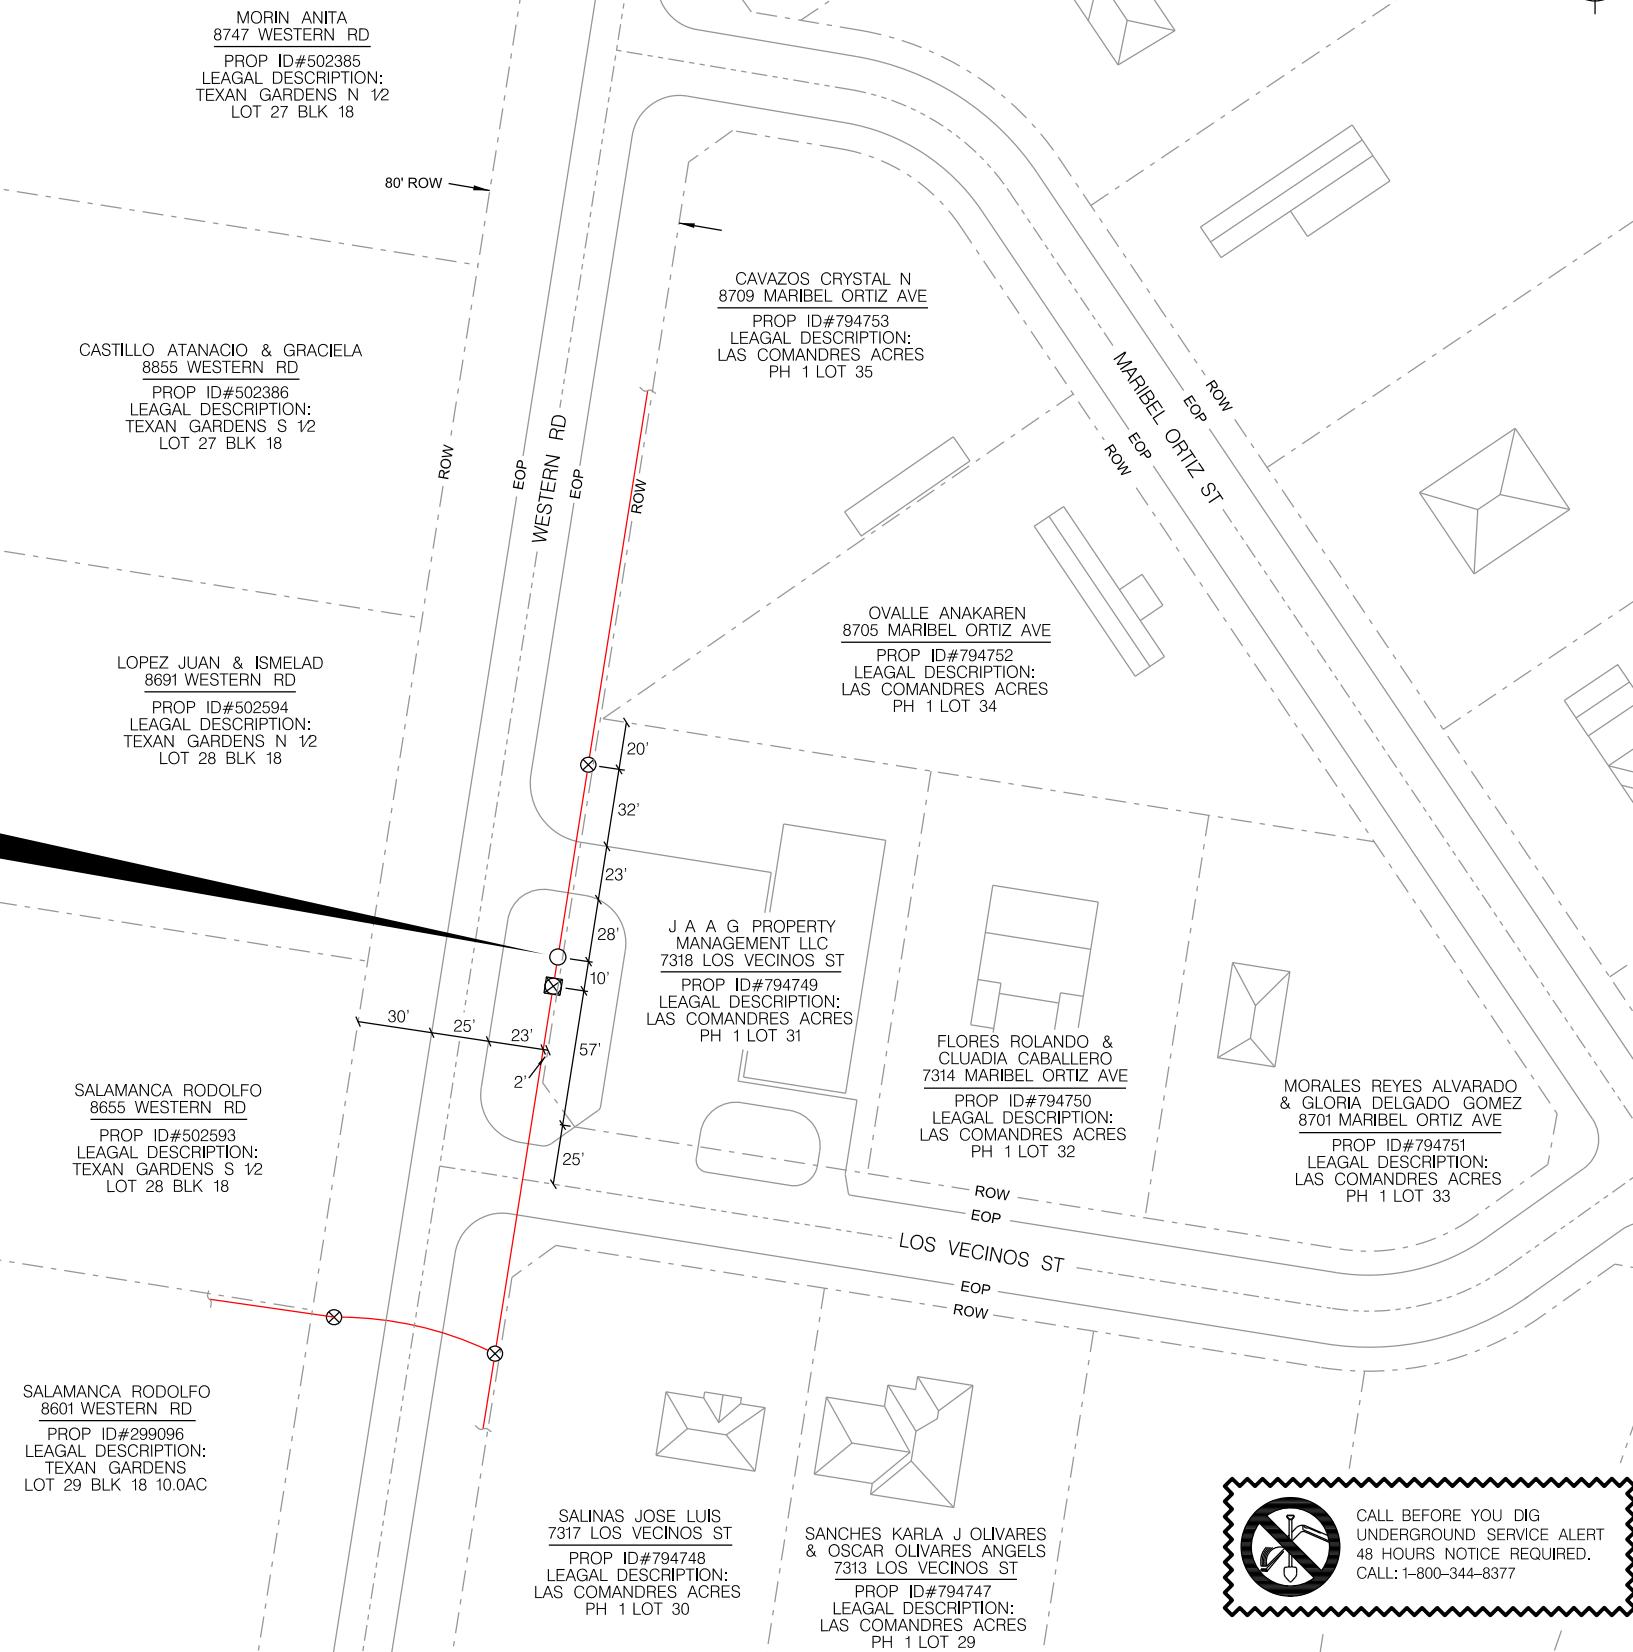 MORIN ANITA
8747 WESTERN RD
PROP ID#502385
LEAGAL DESCRIPTION:
TEXAN GARDENS N 1/2
LOT 27 BLK 18
80' ROW
CAVAZOS CRYSTAL N
8709 MARIBEL ORTIZ AVE
PROP ID#794753
LEAGAL DESCRIPTION:
LAS COMANDRES ACRES
PH 1 LOT 35
CASTILLO ATANACIO & GRACIELA
8855 WESTERN RD
PROP ID#502386
LEAGAL DESCRIPTION:
TEXAN GARDENS S 1/2
LOT 27 BLK 18
ROW
EOP
WESTERN RD
EOP
ROW
MARIBEL ORTIZ ST
ROW
EOP
EOP
ROW
OVALLE ANAKAREN
8705 MARIBEL ORTIZ AVE
PROP ID#794752
LEAGAL DESCRIPTION:
LAS COMANDRES ACRES
PH 1 LOT 34
LOPEZ JUAN & ISMELAD
8691 WESTERN RD
PROP ID#502594
LEAGAL DESCRIPTION:
TEXAN GARDENS N 1/2
LOT 28 BLK 18
20'
32'
23'
28'
10'
57'
25'
30'
25'
23'
2'
J A A G PROPERTY
MANAGEMENT LLC
7318 LOS VECINOS ST
PROP ID#794749
LEAGAL DESCRIPTION:
LAS COMANDRES ACRES
PH 1 LOT 31
FLORES ROLANDO &
CLUADIA CABALLERO
7314 MARIBEL ORTIZ AVE
PROP ID#794750
LEAGAL DESCRIPTION:
LAS COMANDRES ACRES
PH 1 LOT 32
MORALES REYES ALVARADO
& GLORIA DELGADO GOMEZ
8701 MARIBEL ORTIZ AVE
PROP ID#794751
LEAGAL DESCRIPTION:
LAS COMANDRES ACRES
PH 1 LOT 33
SALAMANCA RODOLFO
8655 WESTERN RD
PROP ID#502593
LEAGAL DESCRIPTION:
TEXAN GARDENS S 1/2
LOT 28 BLK 18
ROW
EOP
LOS VECINOS ST
EOP
ROW
SALAMANCA RODOLFO
8601 WESTERN RD
PROP ID#299096
LEAGAL DESCRIPTION:
TEXAN GARDENS
LOT 29 BLK 18 10.0AC
SALINAS JOSE LUIS
7317 LOS VECINOS ST
PROP ID#794748
LEAGAL DESCRIPTION:
LAS COMANDRES ACRES
PH 1 LOT 30
SANCHES KARLA J OLIVARES
& OSCAR OLIVARES ANGELS
7313 LOS VECINOS ST
PROP ID#794747
LEAGAL DESCRIPTION:
LAS COMANDRES ACRES
PH 1 LOT 29
CALL BEFORE YOU DIG
UNDERGROUND SERVICE ALERT
48 HOURS NOTICE REQUIRED.
CALL: 1-800-344-8377